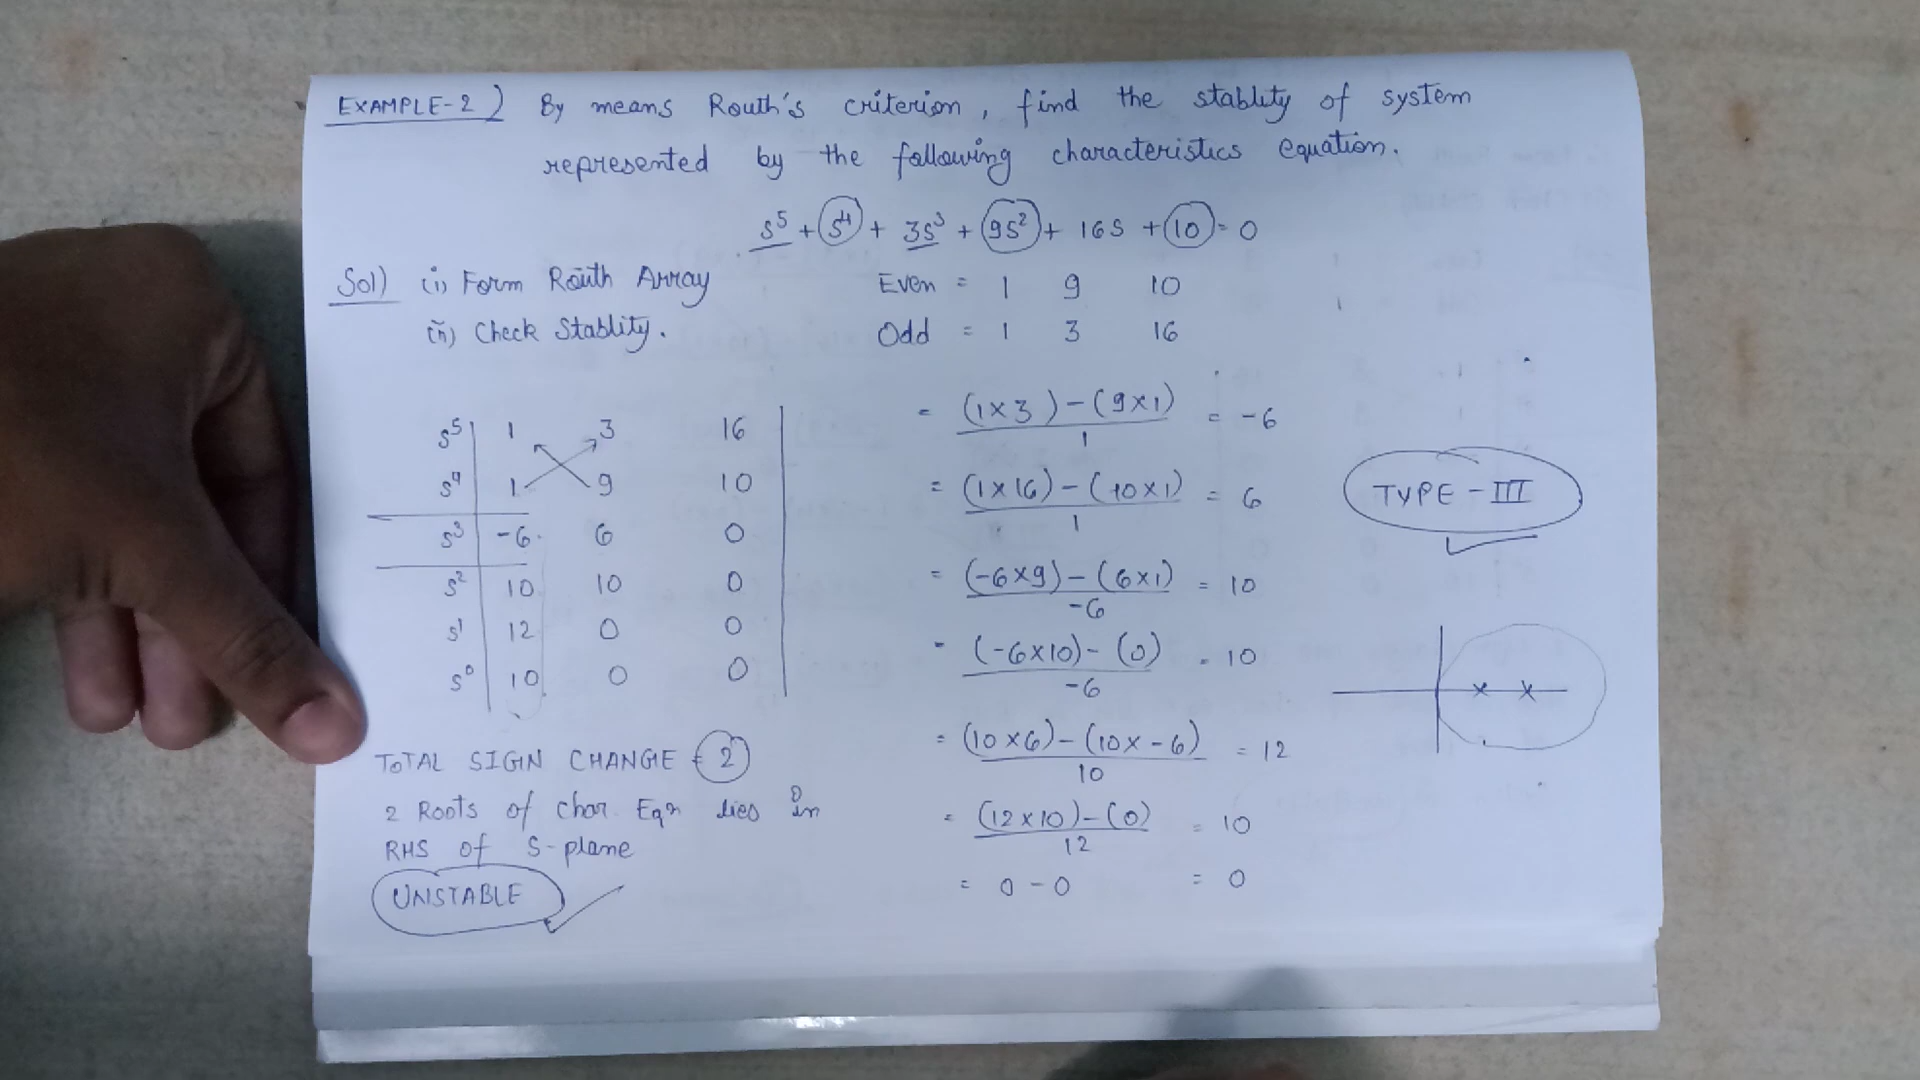 EXAMPLE-2) By means Routh's criterion, find the stablity of system
represented by the following characteristics equation.
s⁵ + s⁴ + 3s³ + 9s² + 16s + 10 = 0
Sol) (i) Form Routh Array
(ii) Check Stablity.
Even = 1 9 10
Odd = 1 3 16
s⁵ 1 3 16
s⁴ 1 9 10
s³ -6 6 0
s² 10 10 0
s¹ 12 0 0
s⁰ 10 0 0
TOTAL SIGN CHANGE = 2
2 Roots of char. Eqn lies in
RHS of S-plane
UNSTABLE
= (1×3)-(9×1) / 1 = -6
= (1×16)-(10×1) / 1 = 6
= (-6×9)-(6×1) / -6 = 10
= (-6×10)-(0) / -6 = 10
= (10×6)-(10×-6) / 10 = 12
= (12×10)-(0) / 12 = 10
= 0-0 = 0
TYPE-III